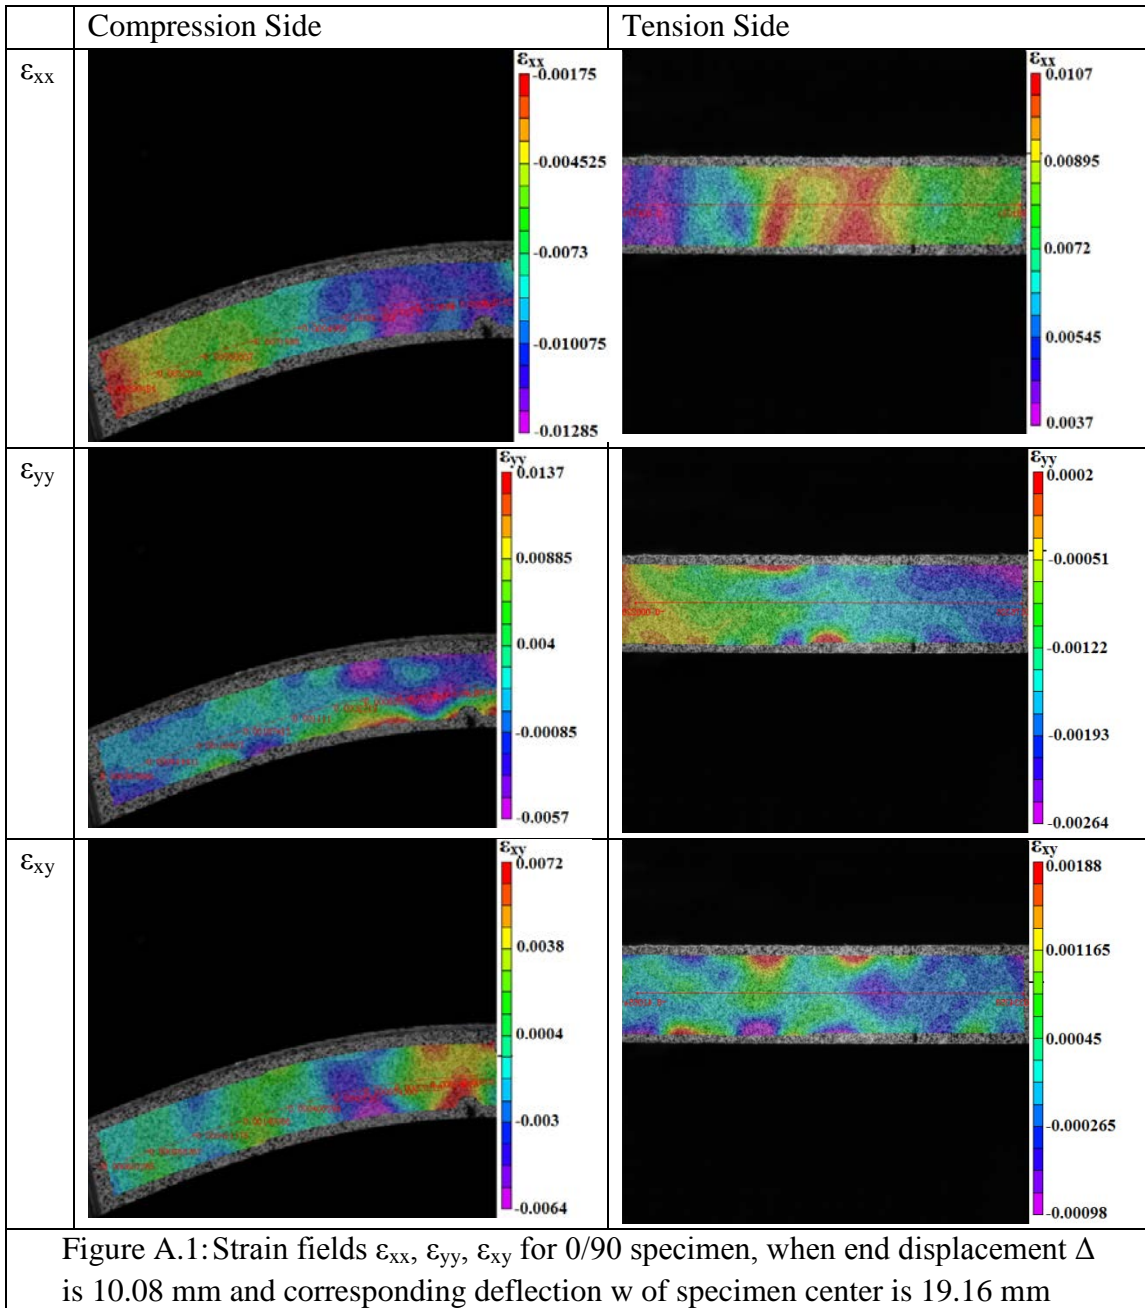 Compression Side
Tension Side
εxx
εxx
-0.00175
-0.004525
-0.0073
-0.010075
-0.01285
εxx
0.0107
0.00895
0.0072
0.00545
0.0037
εyy
εyy
0.0137
0.00885
0.004
-0.00085
-0.0057
εyy
0.0002
-0.00051
-0.00122
-0.00193
-0.00264
εxy
εxy
0.0072
0.0038
0.0004
-0.003
-0.0064
εxy
0.00188
0.001165
0.00045
-0.000265
-0.00098
Figure A.1: Strain fields εxx, εyy, εxy for 0/90 specimen, when end displacement Δ
is 10.08 mm and corresponding deflection w of specimen center is 19.16 mm